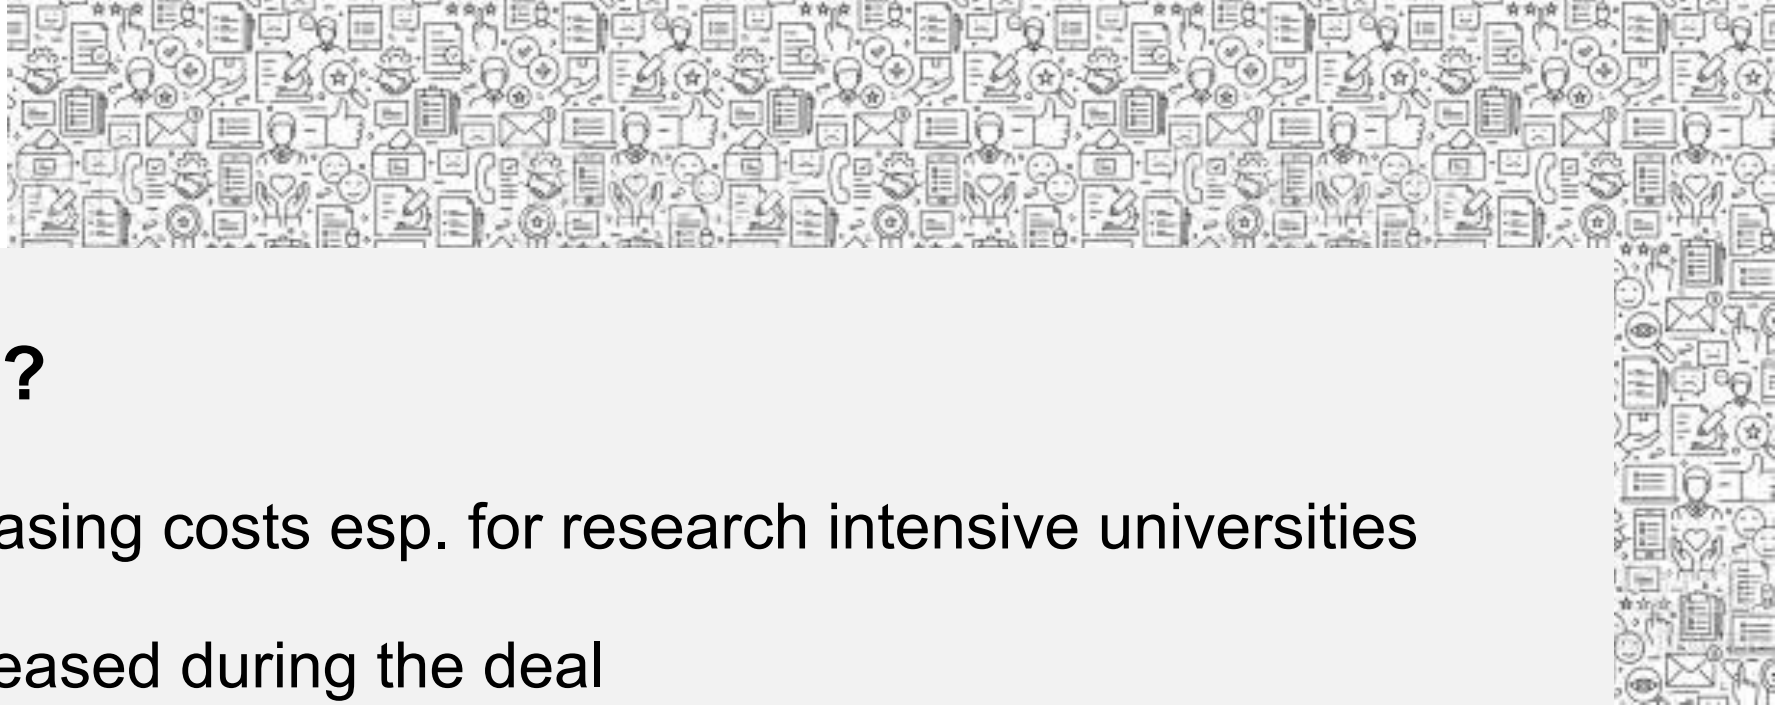 ?
asing costs esp. for research intensive universities
eased during the deal